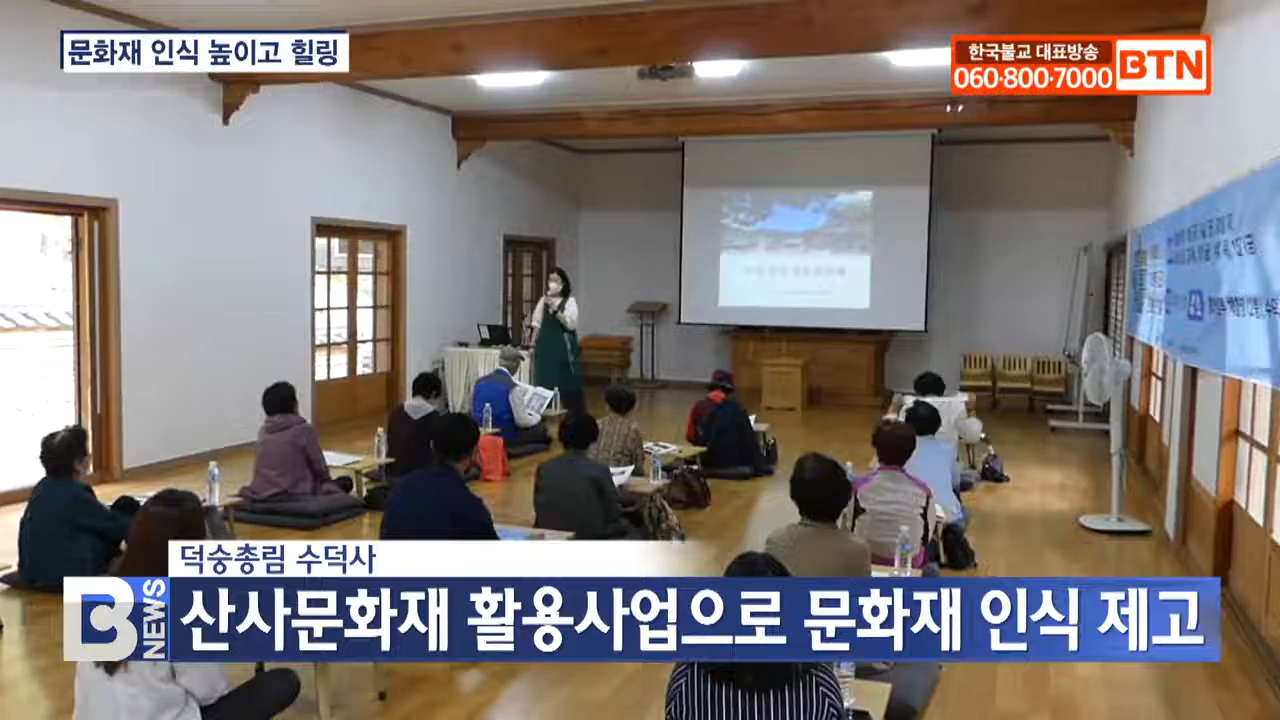 문화재 인식 높이고 힐링
한국불교 대표방송
060·800·7000
BTN
덕숭총림 수덕사
B NEWS
산사문화재 활용사업으로 문화재 인식 제고